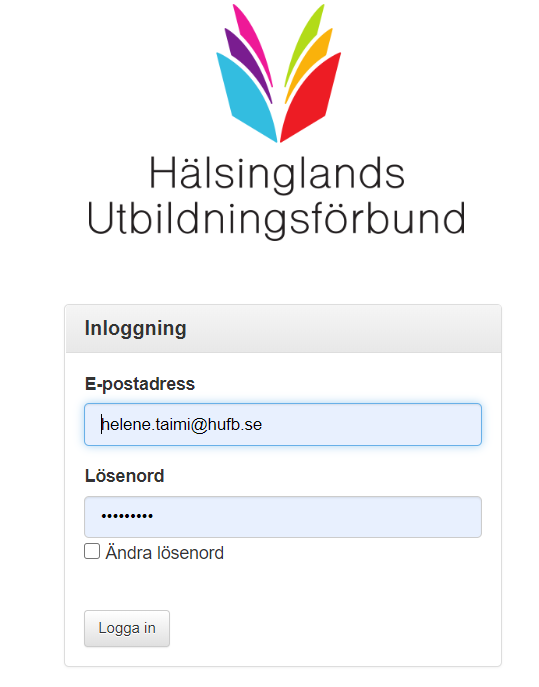 Hälsinglands
Utbildningsförbund
Inloggning
E-postadress
helene.taimi@hufb.se
Lösenord
•••••••••
Ändra lösenord
Logga in